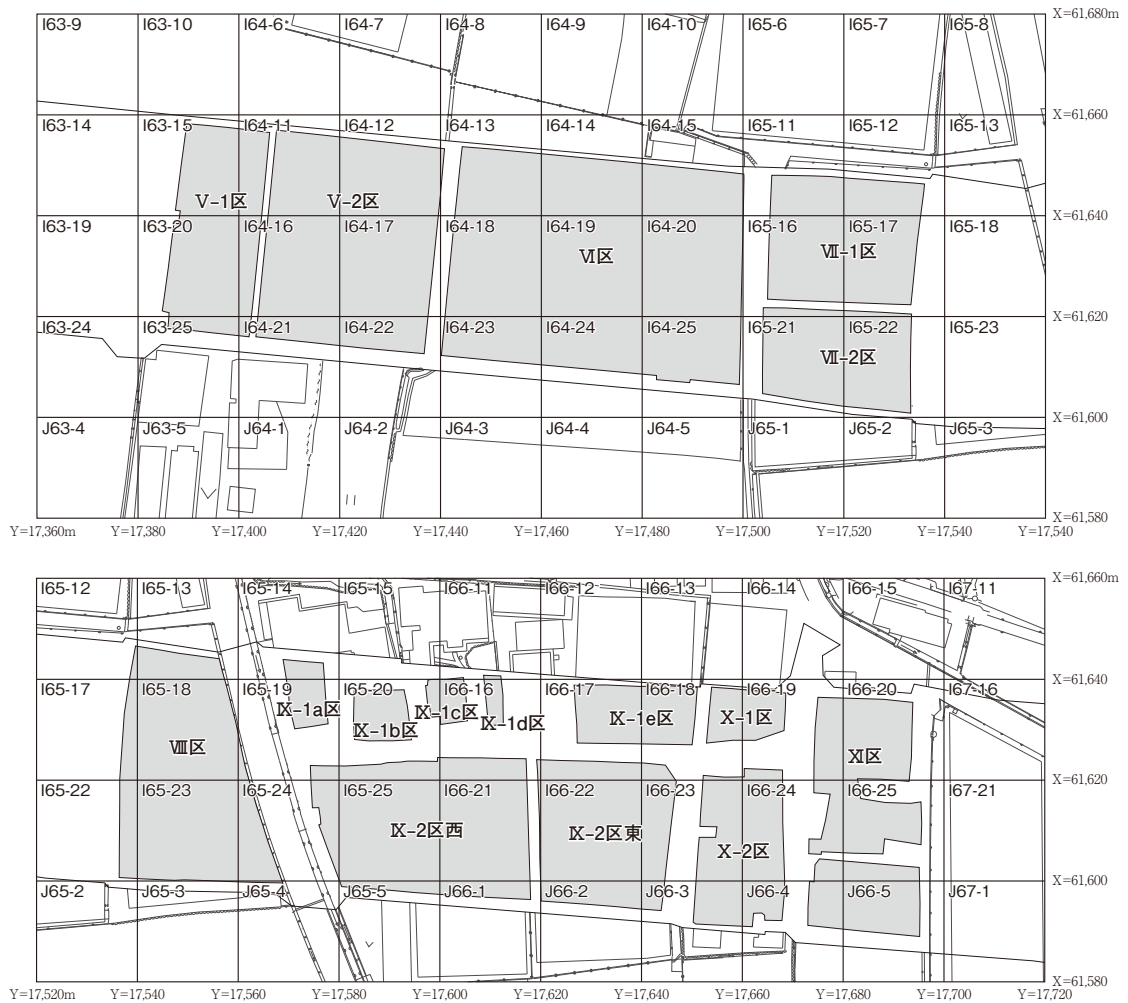 I63-9 I63-10 I64-6 I64-7 I64-8 I64-9 I64-10 I65-6 I65-7 I65-8 X=61,680m
I63-14 I63-15 I64-11 I64-12 I64-13 I64-14 I64-15 I65-11 I65-12 I65-13 X=61,660
Ⅴ-1区 Ⅴ-2区
I63-19 I63-20 I64-16 I64-17 I64-18 I64-19 I64-20 I65-16 I65-17 I65-18 X=61,640
Ⅵ区 Ⅶ-1区
I63-24 I63-25 I64-21 I64-22 I64-23 I64-24 I64-25 I65-21 I65-22 I65-23 X=61,620
Ⅶ-2区
J63-4 J63-5 J64-1 J64-2 J64-3 J64-4 J64-5 J65-1 J65-2 J65-3 X=61,600
X=61,580
Y=17,360m Y=17,380 Y=17,400 Y=17,420 Y=17,440 Y=17,460 Y=17,480 Y=17,500 Y=17,520 Y=17,540 Y=17,540
I65-12 I65-13 I65-14 I65-15 I66-11 I66-12 I66-13 I66-14 I66-15 I67-11 X=61,660m
I65-17 I65-18 I65-19 I65-20 I66-16 I66-17 I66-18 I66-19 I66-20 I67-16 X=61,640
Ⅸ-1a区 Ⅸ-1b区 Ⅸ-1c区 Ⅸ-1d区 Ⅸ-1e区 Ⅹ-1区
Ⅷ区 Ⅺ区
I65-22 I65-23 I65-24 I65-25 I66-21 I66-22 I66-23 I66-24 I66-25 I67-21 X=61,620
Ⅸ-2区西 Ⅸ-2区東 Ⅹ-2区
J65-2 J65-3 J65-4 J65-5 J66-1 J66-2 J66-3 J66-4 J66-5 J67-1 X=61,600
X=61,580
Y=17,520m Y=17,540 Y=17,560 Y=17,580 Y=17,600 Y=17,620 Y=17,640 Y=17,660 Y=17,680 Y=17,700 Y=17,720